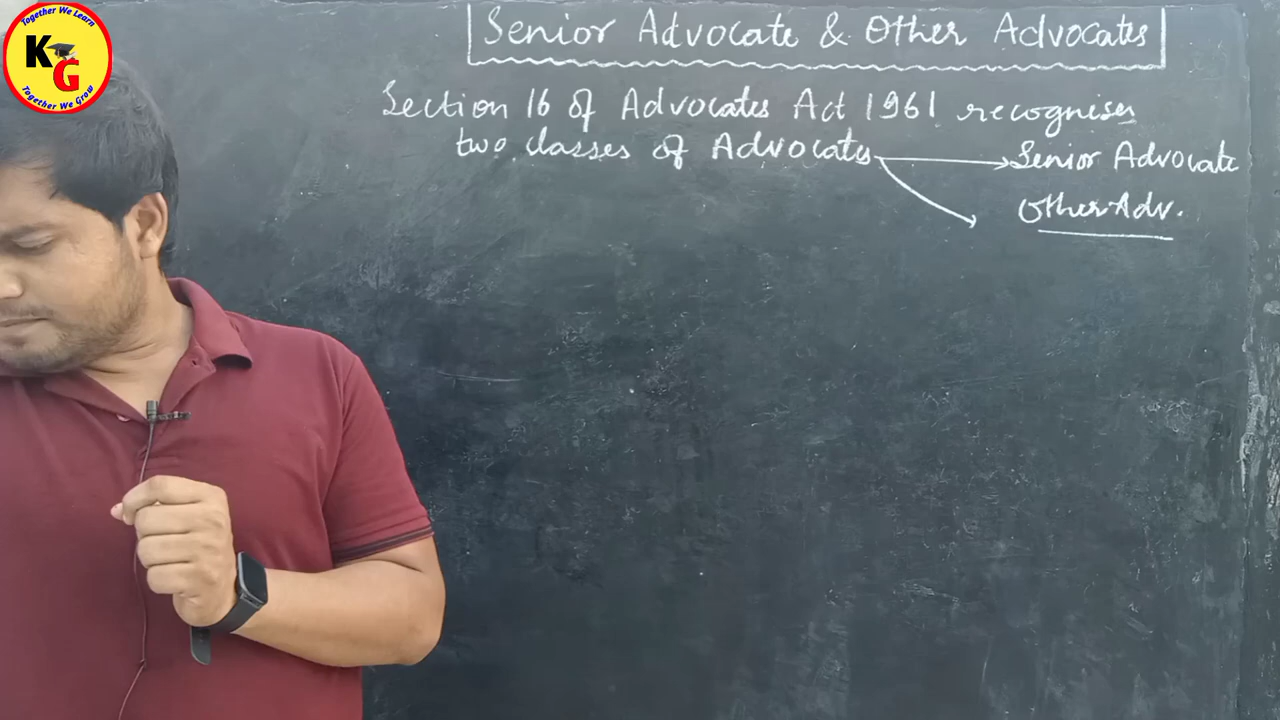 Together We Learn
KG
Together We Grow
Senior Advocate & Other Advocates
Section 16 of Advocates Act 1961 recognises
two classes of Advocates
Senior Advocate
Other Adv.